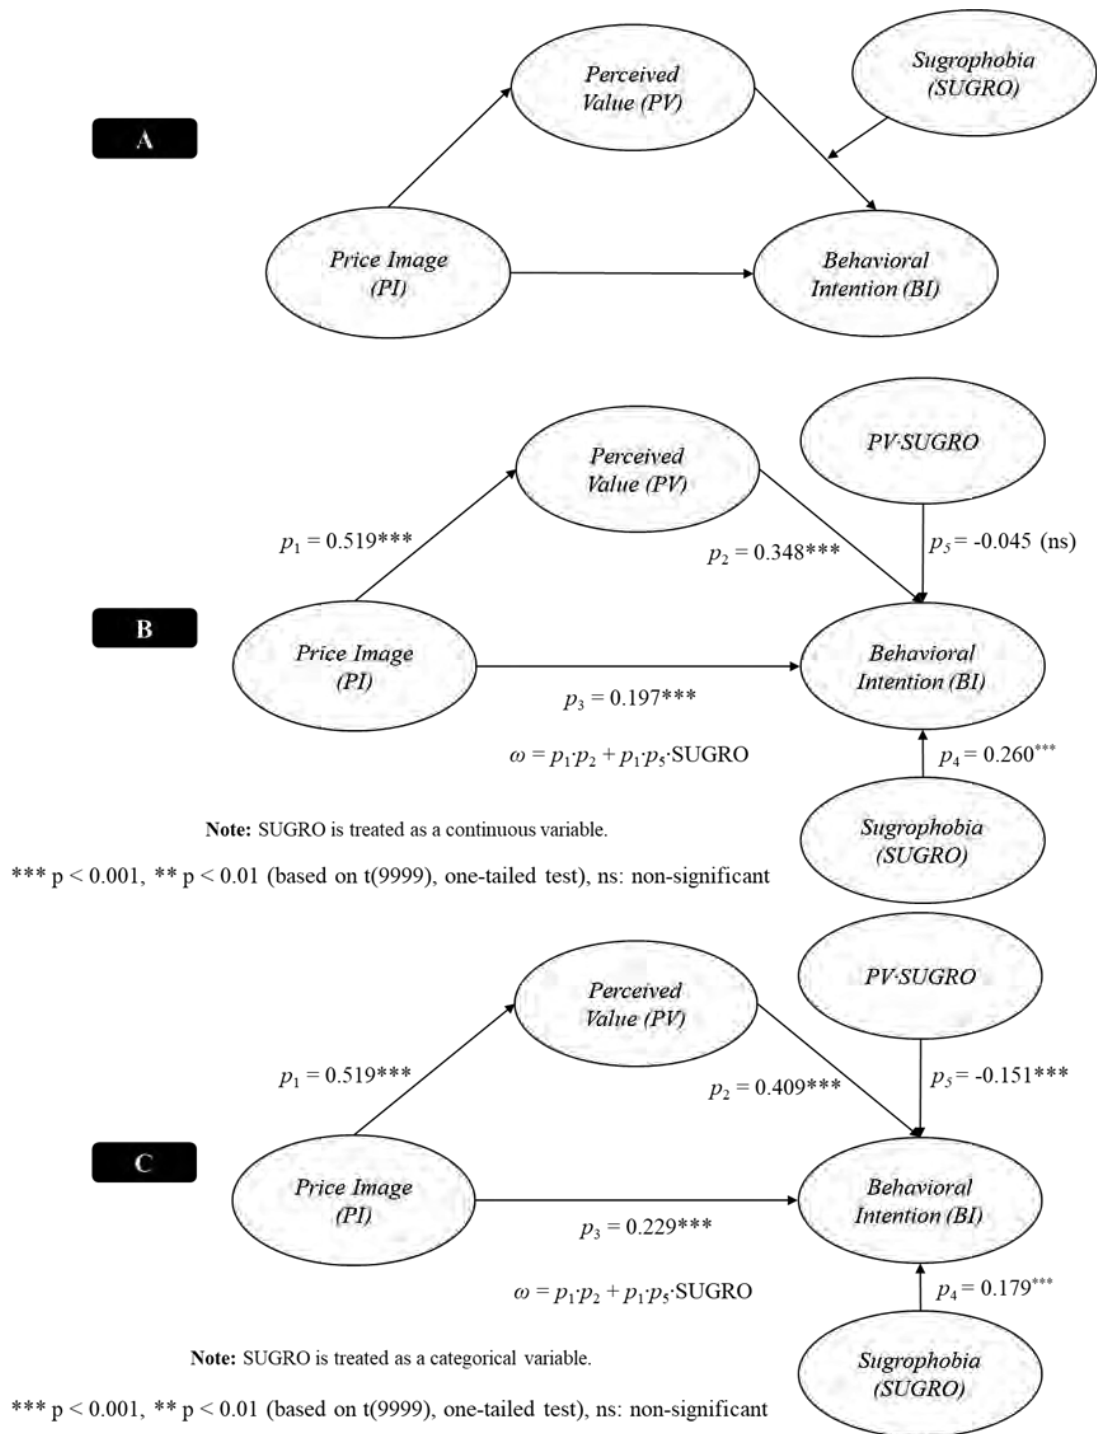 Perceived
Value (PV)
Sugrophobia
(SUGRO)
A
Price Image
(PI)
Behavioral
Intention (BI)
Perceived
Value (PV)
PV·SUGRO
p₁ = 0.519***
p₂ = 0.348***
p₅ = -0.045 (ns)
B
Price Image
(PI)
Behavioral
Intention (BI)
p₃ = 0.197***
ω = p₁·p₂ + p₁·p₅·SUGRO
p₄ = 0.260***
Note: SUGRO is treated as a continuous variable.
Sugrophobia
(SUGRO)
*** p < 0.001, ** p < 0.01 (based on t(9999), one-tailed test), ns: non-significant
Perceived
Value (PV)
PV·SUGRO
p₁ = 0.519***
p₂ = 0.409***
p₅ = -0.151***
C
Price Image
(PI)
Behavioral
Intention (BI)
p₃ = 0.229***
ω = p₁·p₂ + p₁·p₅·SUGRO
p₄ = 0.179***
Note: SUGRO is treated as a categorical variable.
Sugrophobia
(SUGRO)
*** p < 0.001, ** p < 0.01 (based on t(9999), one-tailed test), ns: non-significant